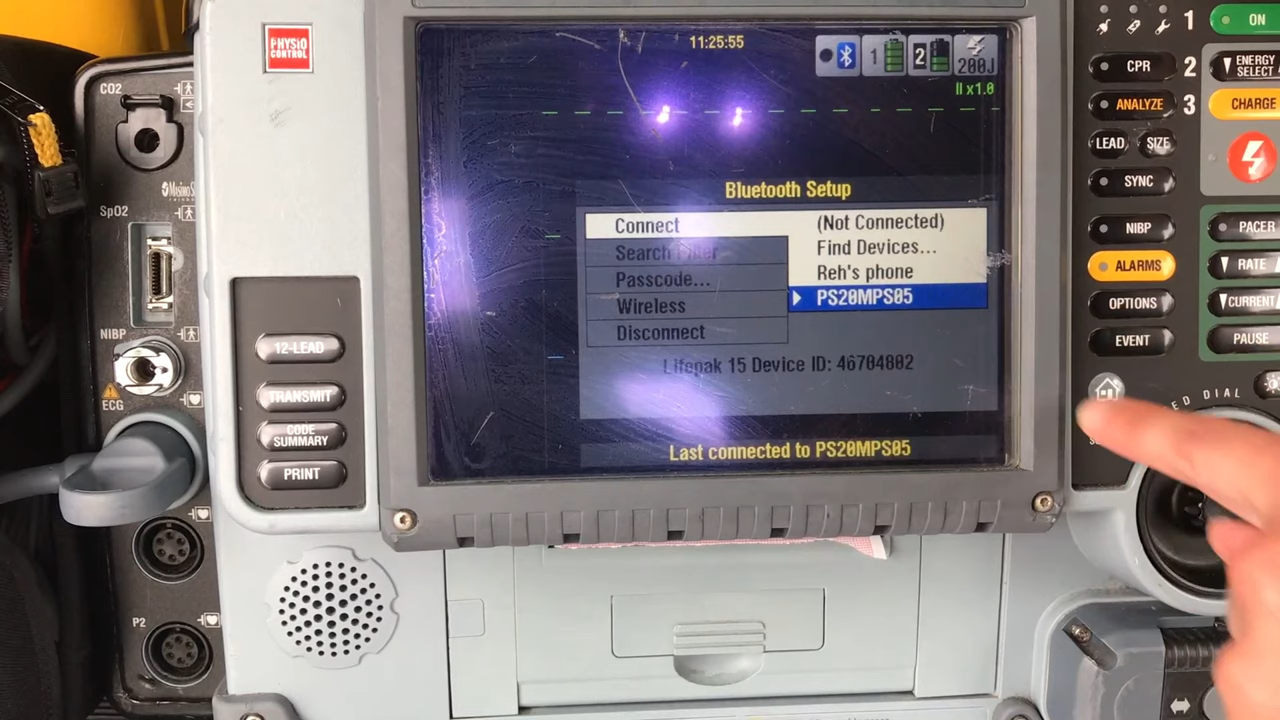 PHYSIO
CONTROL
CO2
SpO2
NIBP
ECG
P2
12-LEAD
TRANSMIT
CODE
SUMMARY
PRINT
11:25:55
1
2
200J
II x1.0
Bluetooth Setup
Connect
Search Filter
Passcode...
Wireless
Disconnect
(Not Connected)
Find Devices...
Reh's phone
PS20MPS05
Lifepak 15 Device ID: 46704802
Last connected to PS20MPS05
1
ON
CPR
2
ENERGY
SELECT
ANALYZE
3
CHARGE
LEAD
SIZE
SYNC
NIBP
PACER
ALARMS
RATE
OPTIONS
CURRENT
EVENT
PAUSE
ED DIAL